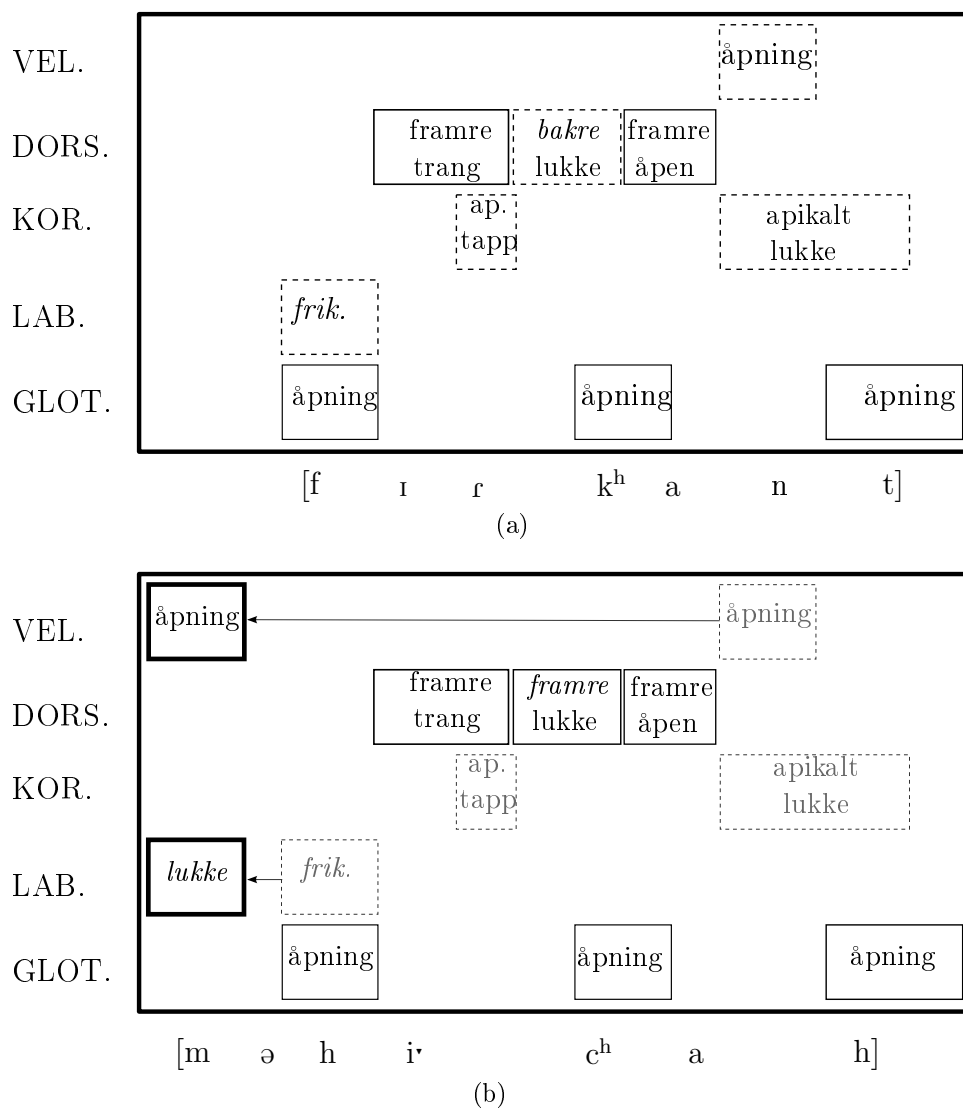 VEL.
åpning
DORS.
framre
trang
bakre
lukke
framre
åpen
KOR.
ap.
tapp
apikalt
lukke
LAB.
frik.
GLOT.
åpning
åpning
åpning
[f ɪ ɾ kʰ a n t]
(a)
VEL.
åpning
åpning
DORS.
framre
trang
framre
lukke
framre
åpen
KOR.
ap.
tapp
apikalt
lukke
LAB.
lukke
frik.
GLOT.
åpning
åpning
åpning
[m ə h iˑ cʰ a h]
(b)